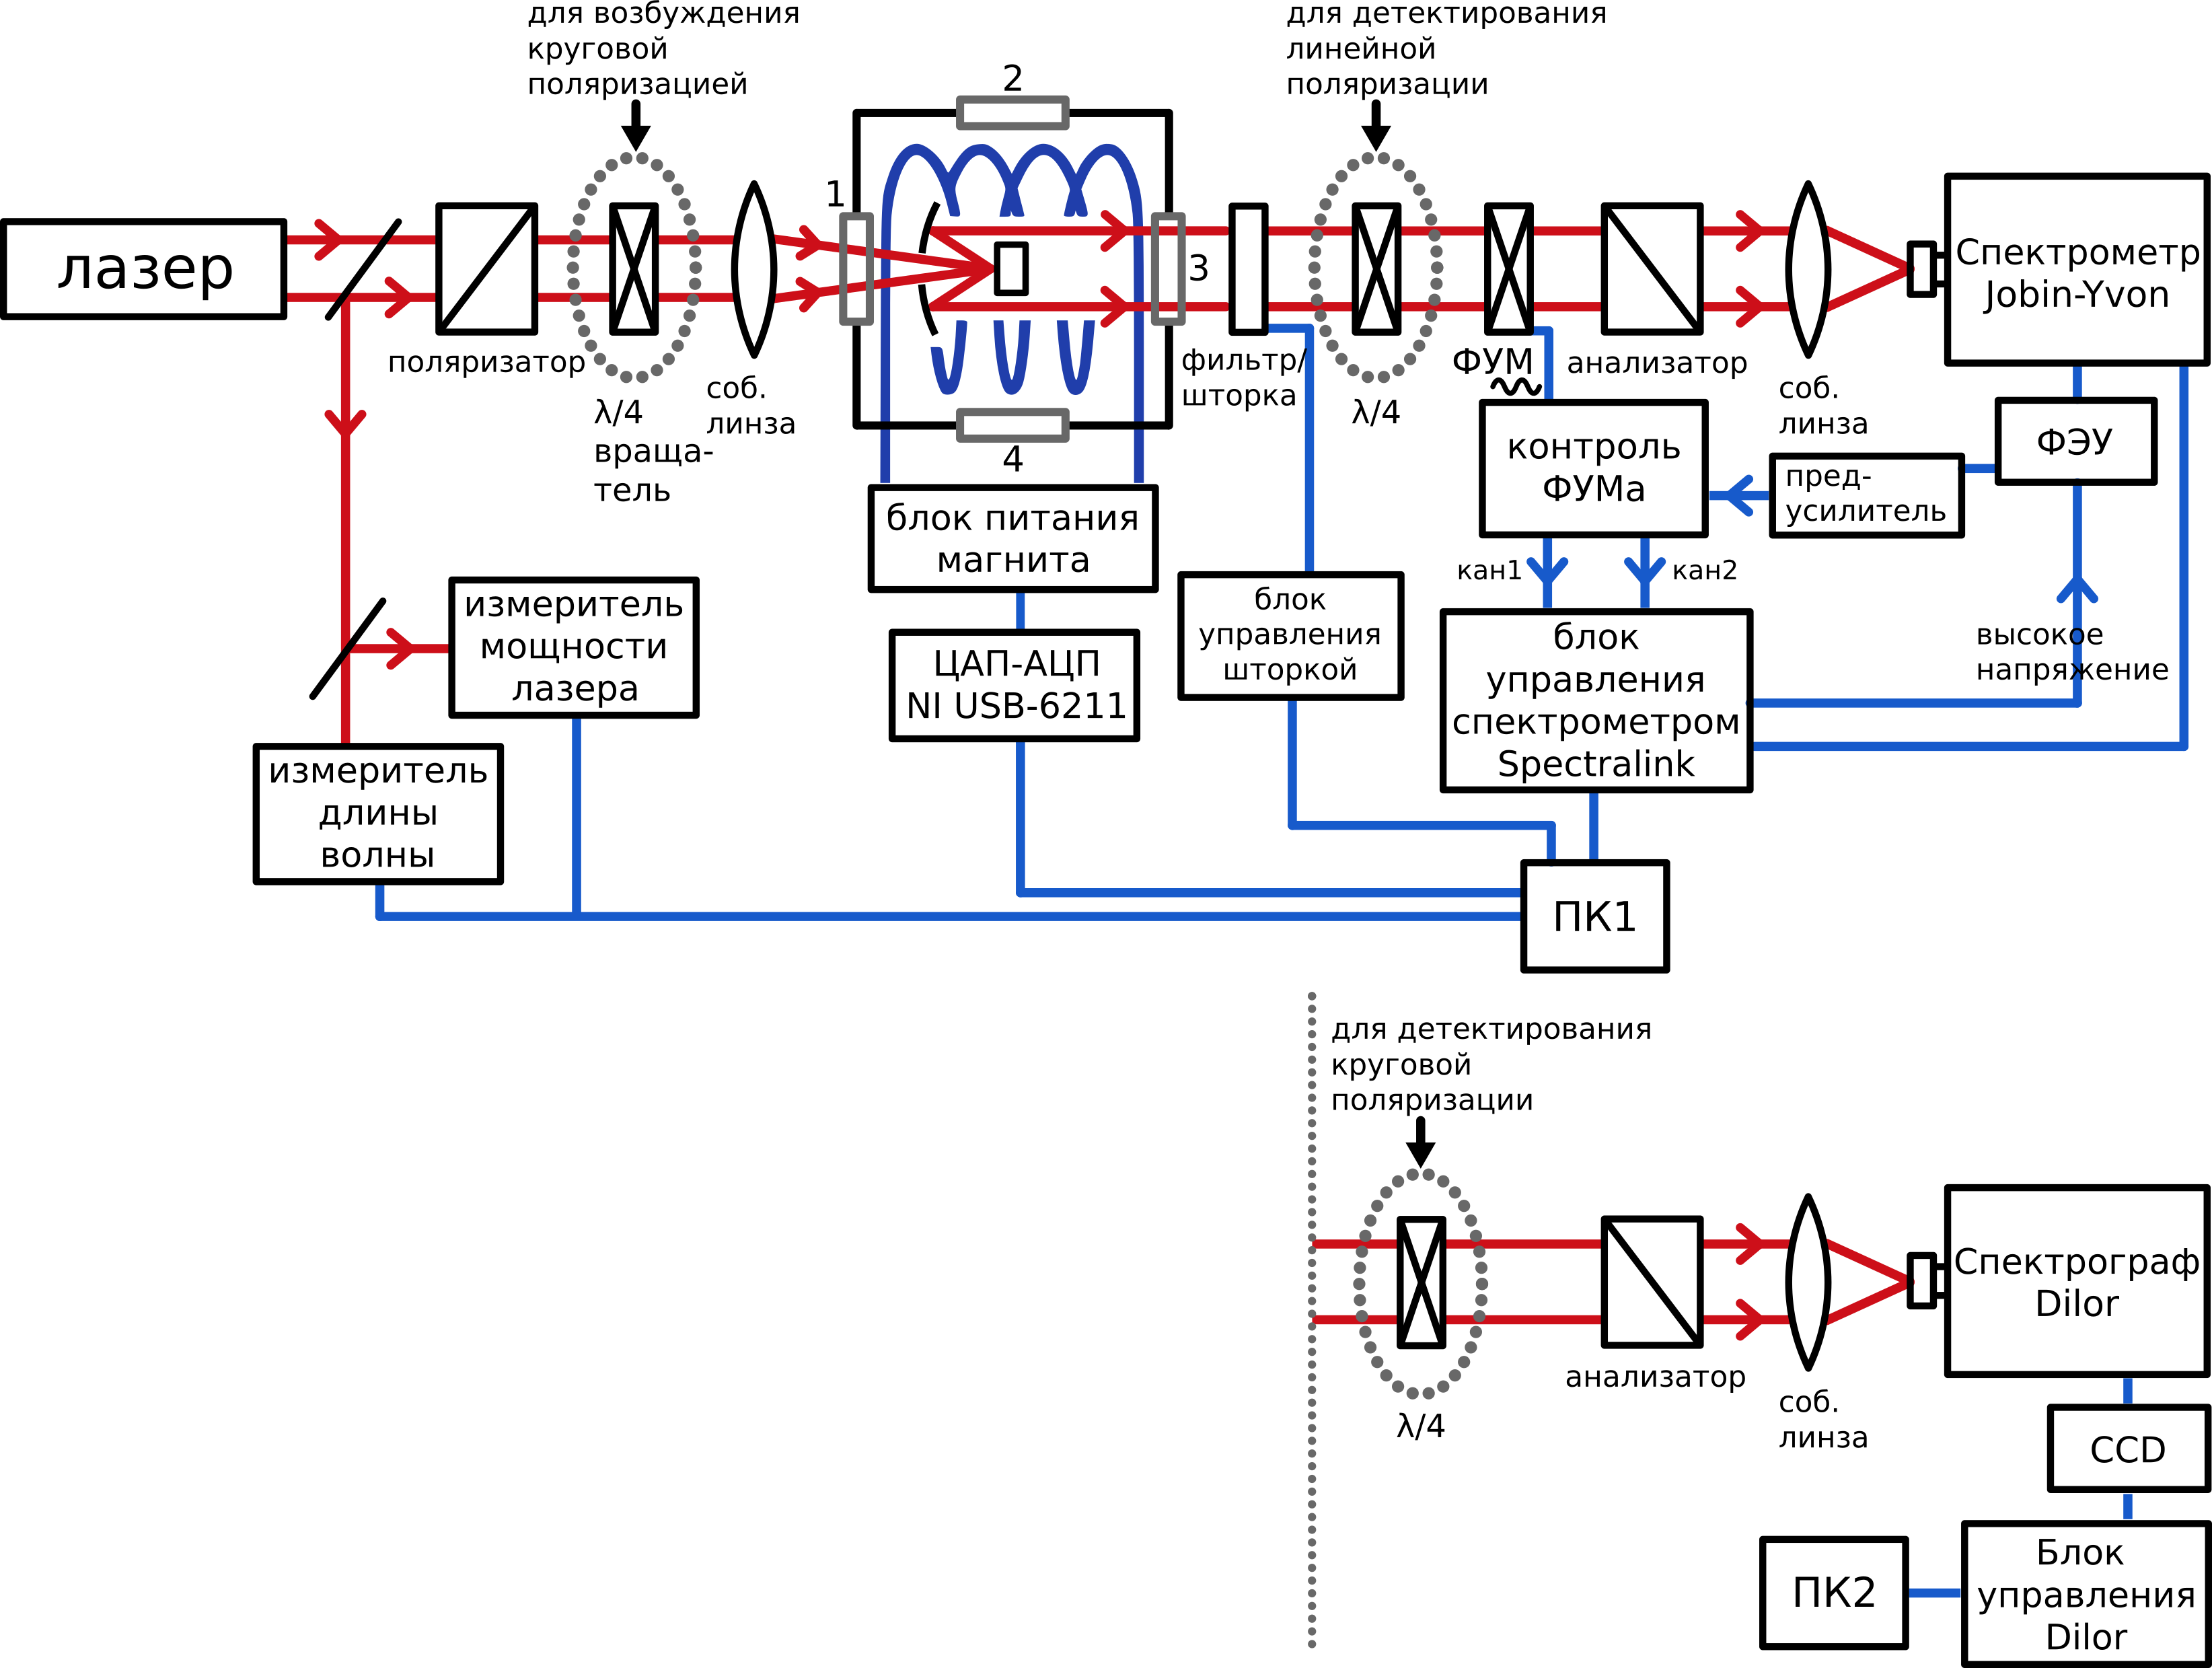 для возбуждения
круговой
поляризацией
для детектирования
линейной
поляризации
2
1
лазер
3
Спектрометр
Jobin-Yvon
поляризатор
фильтр/
шторка
ФУМ
анализатор
соб.
линза
λ/4
враща-
тель
λ/4
соб.
линза
4
контроль
ФУМа
ФЭУ
пред-
усилитель
блок питания
магнита
кан1
кан2
измеритель
мощности
лазера
блок
управления
шторкой
ЦАП-АЦП
NI USB-6211
блок
управления
спектрометром
Spectralink
высокое
напряжение
измеритель
длины
волны
ПК1
для детектирования
круговой
поляризации
Спектрограф
Dilor
анализатор
λ/4
соб.
линза
CCD
ПК2
Блок
управления
Dilor